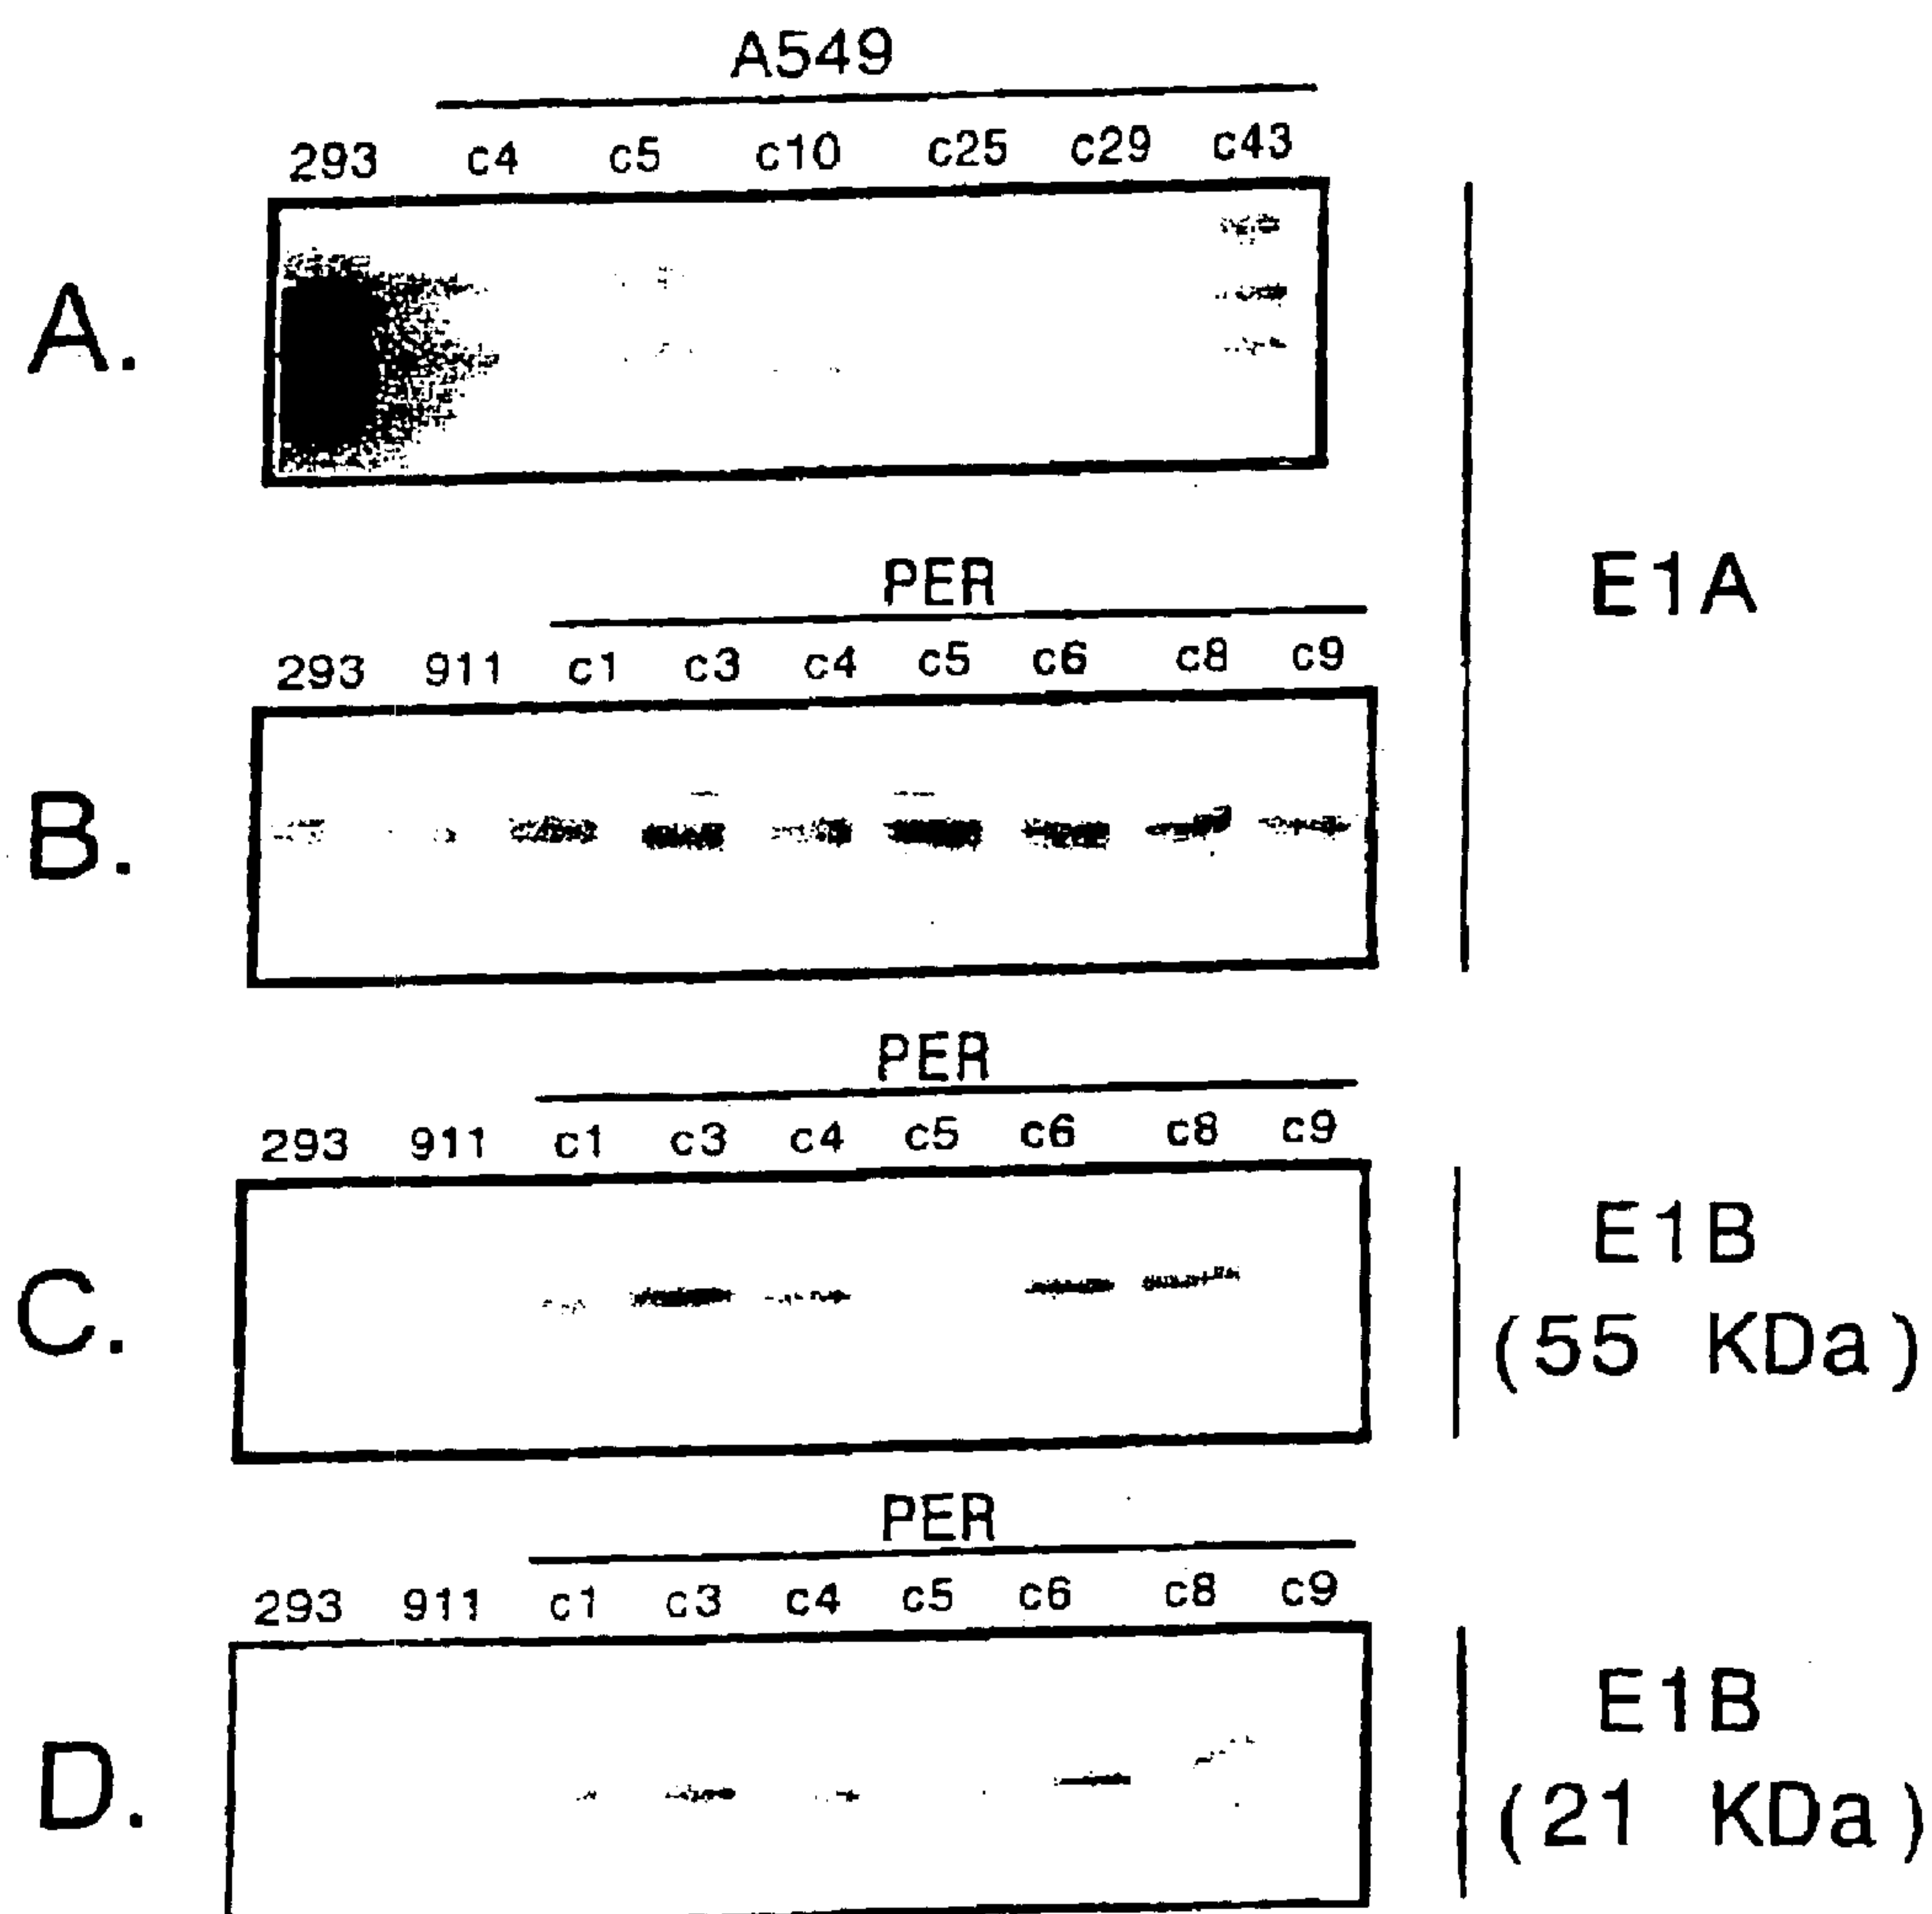 A549
293 c4 c5 c10 c25 c29 c43
A.
PER
E1A
293 911 c1 c3 c4 c5 c6 c8 c9
B.
PER
293 911 c1 c3 c4 c5 c6 c8 c9
C.
E1B
(55 KDa)
PER
293 911 c1 c3 c4 c5 c6 c8 c9
D.
E1B
(21 KDa)